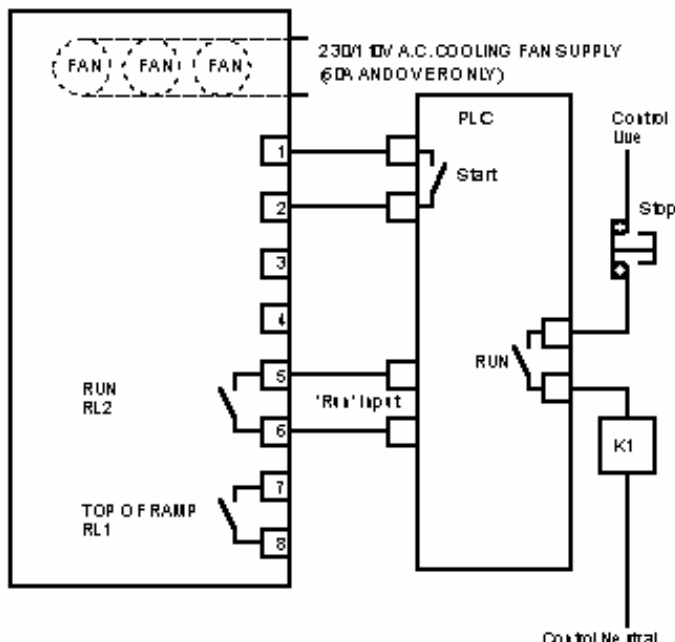 FAN FAN FAN
230/110V A.C. COOLING FAN SUPPLY
(60A AND OVER ONLY)
PLC
Control
Live
1
Start
2
Stop
3
4
RUN
5
RUN
RL2
'Run' Input
6
K1
7
TOP OF RAMP
RL1
8
Control Neutral